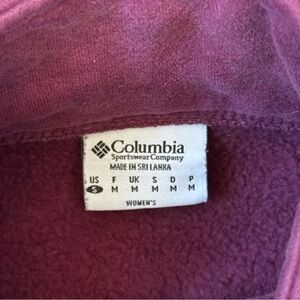 Columbia
Sportswear Company
MADE IN SRI LANKA
US F UK S D P
S M M M M M
WOMEN'S